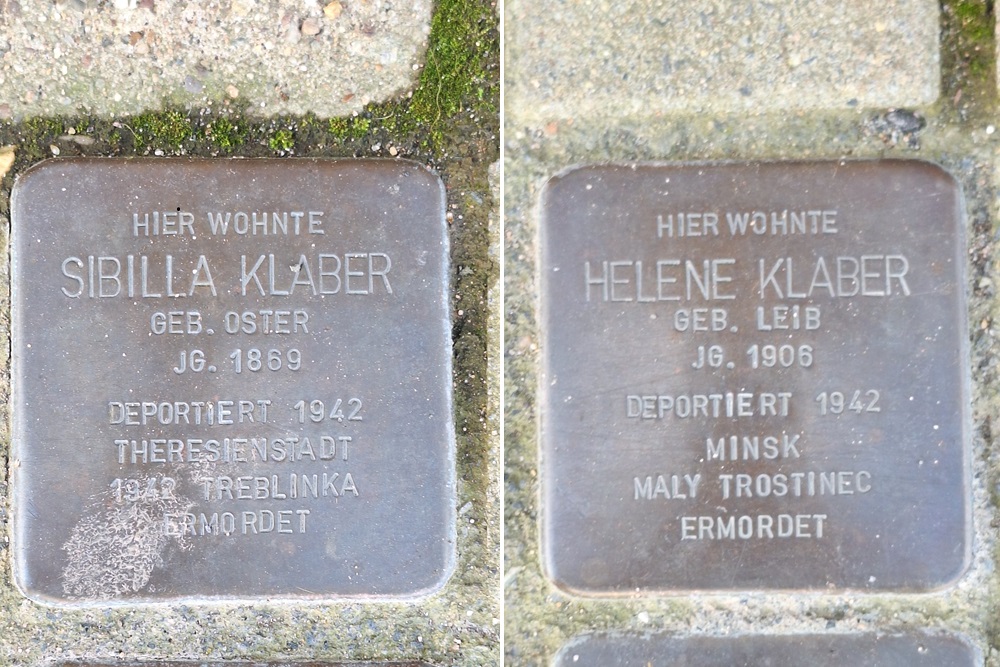 HIER WOHNTE
SIBILLA KLABER
GEB. OSTER
JG. 1869
DEPORTIERT 1942
THERESIENSTADT
1942 TREBLINKA
ERMORDET
HIER WOHNTE
HELENE KLABER
GEB. LEIB
JG. 1906
DEPORTIERT 1942
MINSK
MALY TROSTINEC
ERMORDET